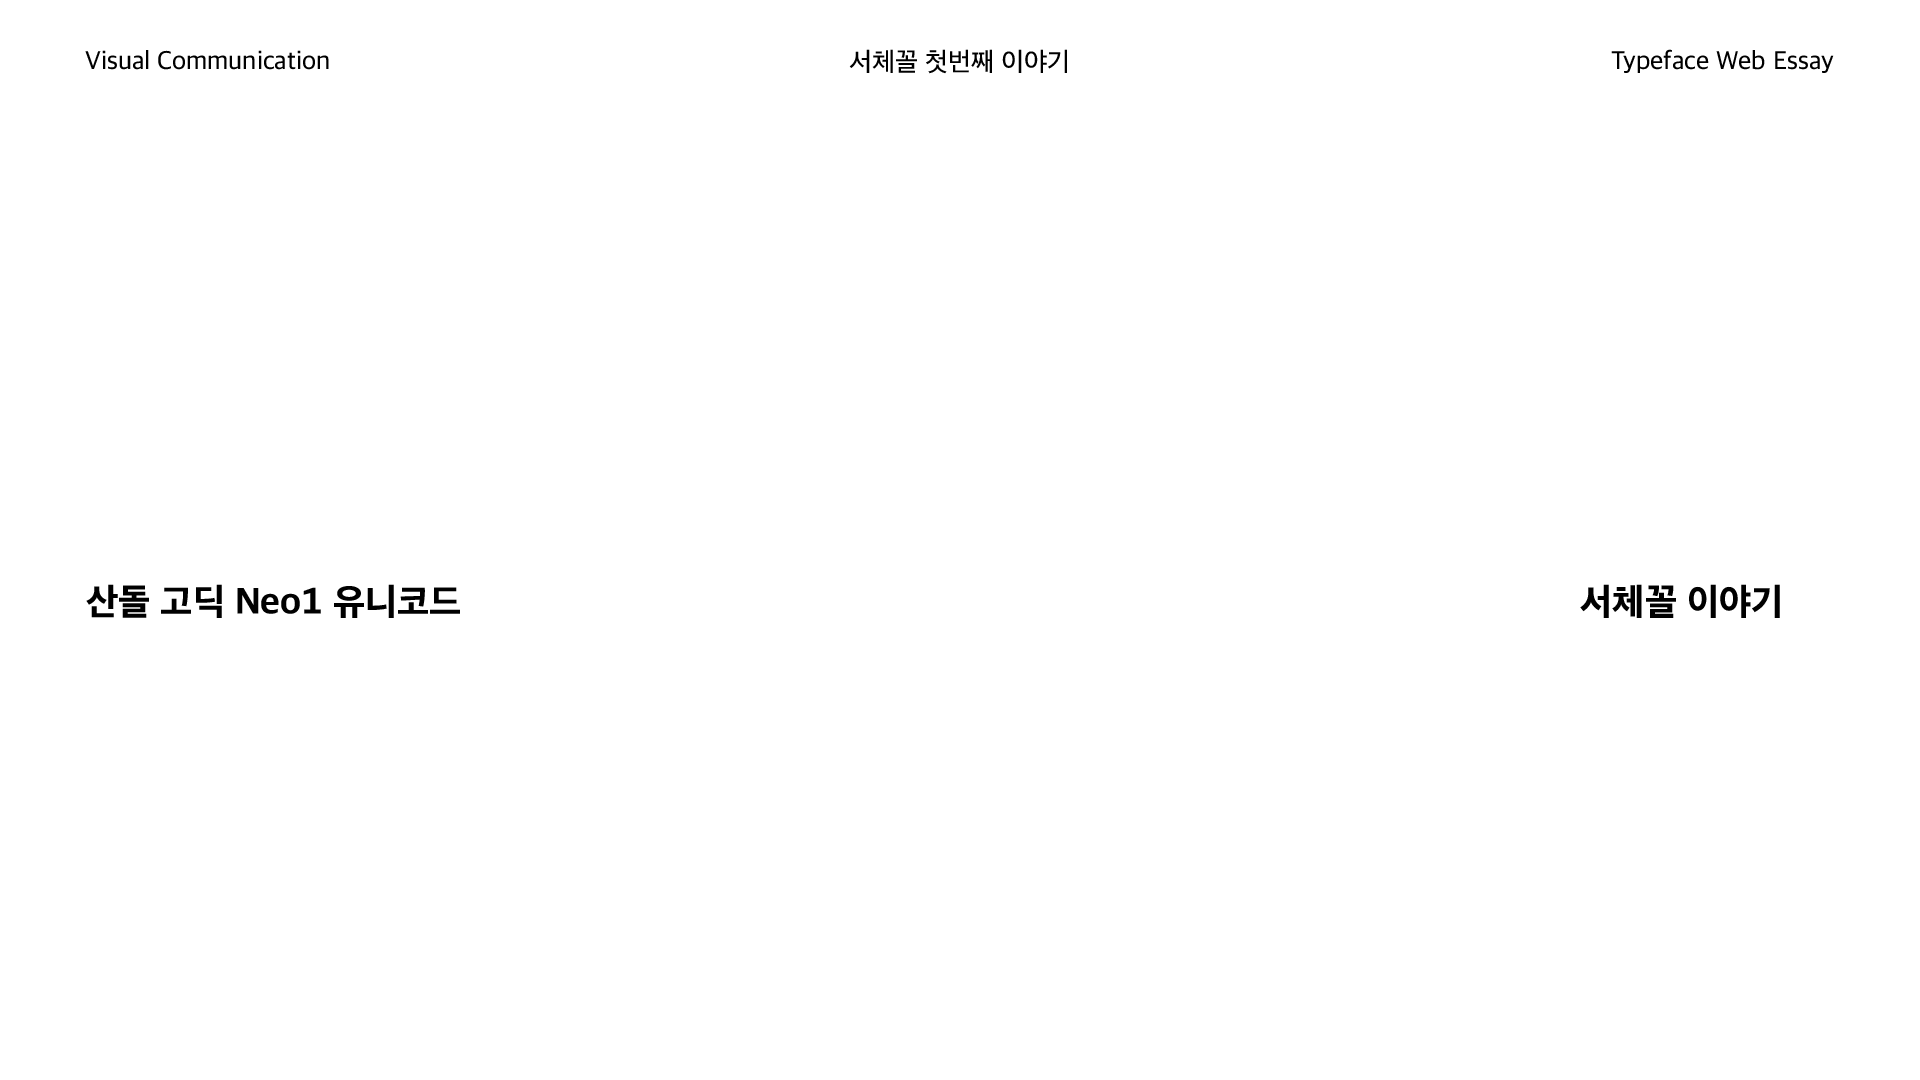 Visual Communication
서체꼴 첫번째 이야기
Typeface Web Essay
산돌 고딕 Neo1 유니코드
서체꼴 이야기